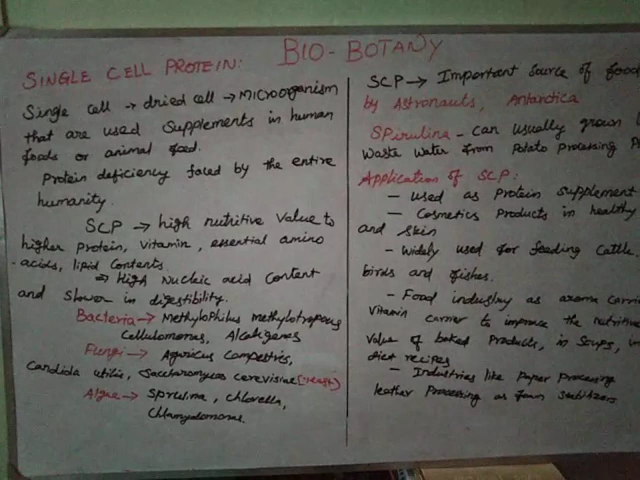 BIO-BOTANY
SINGLE CELL PROTEIN:
Single cell → dried cell → Microorganism
that are used Supplements in human
foods or animal feed.
Protein deficiency faced by the entire
humanity.
SCP → high nutritive Value to
higher Protein, vitamin, essential amino
-acids, lipid Contents.
→ High Nucleic acid Content
and slower in digestibility.
Bacteria → Methylophilus methylotropous
Cellulomonas, Alcaligenes
Fungi → Agaricus Campestris,
Candida utilis, Saccharomyces cerevisiae (Yeast)
Algae → Spirulina, Chlorella,
Chlamydomonas.
SCP → Important Source of food
by Astronauts, Antarctica
SPirulina - Can usually grown
Waste Water from Potato Processing
Application of SCP:
- used as Protein Supplement
- Cosmetics Products in healthy
and Skin
- Widely used for feading Cattle,
birds and fishes.
- Food industry as aroma
Vitamin Carrier to improve the nutritive
Value of baked Products, in Soups, in
diet recipes
- Industries like Paper Processing
leather Processing as foam